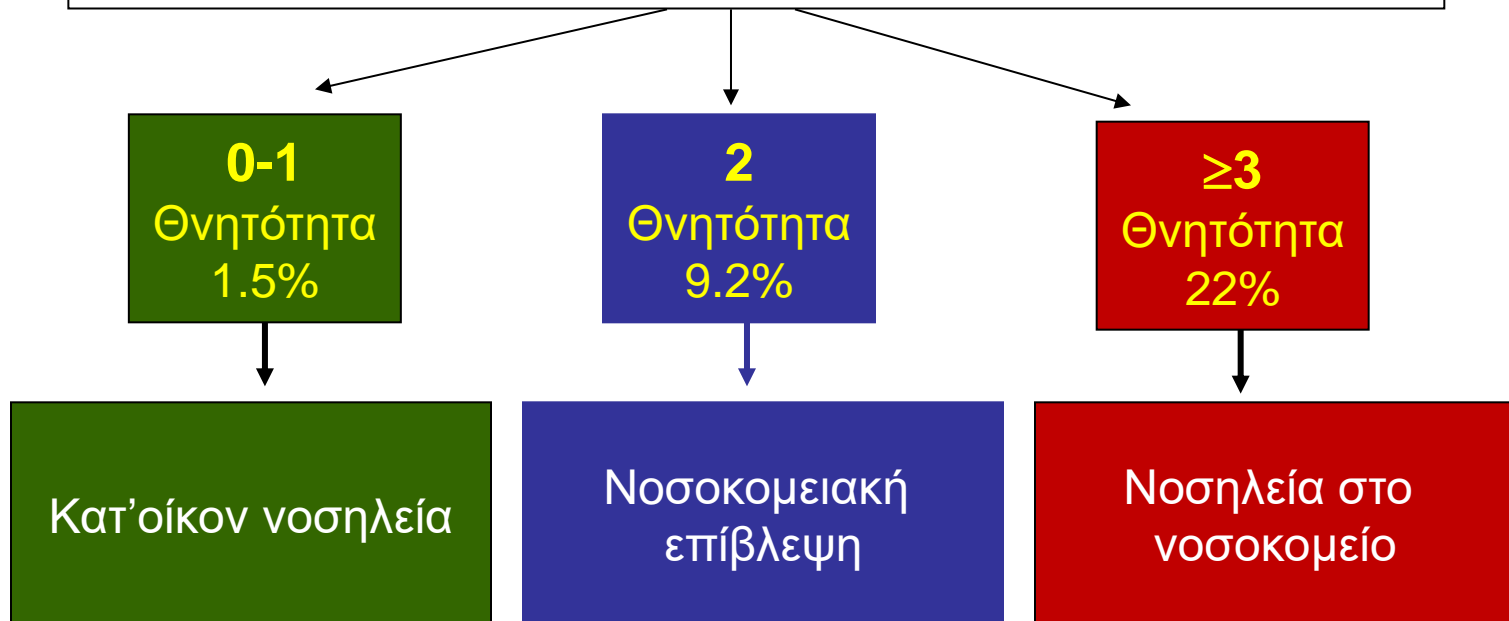 0-1
Θνητότητα
1.5%
2
Θνητότητα
9.2%
≥3
Θνητότητα
22%
Κατ’οίκον νοσηλεία
Νοσοκομειακή
επίβλεψη
Νοσηλεία στο
νοσοκομείο